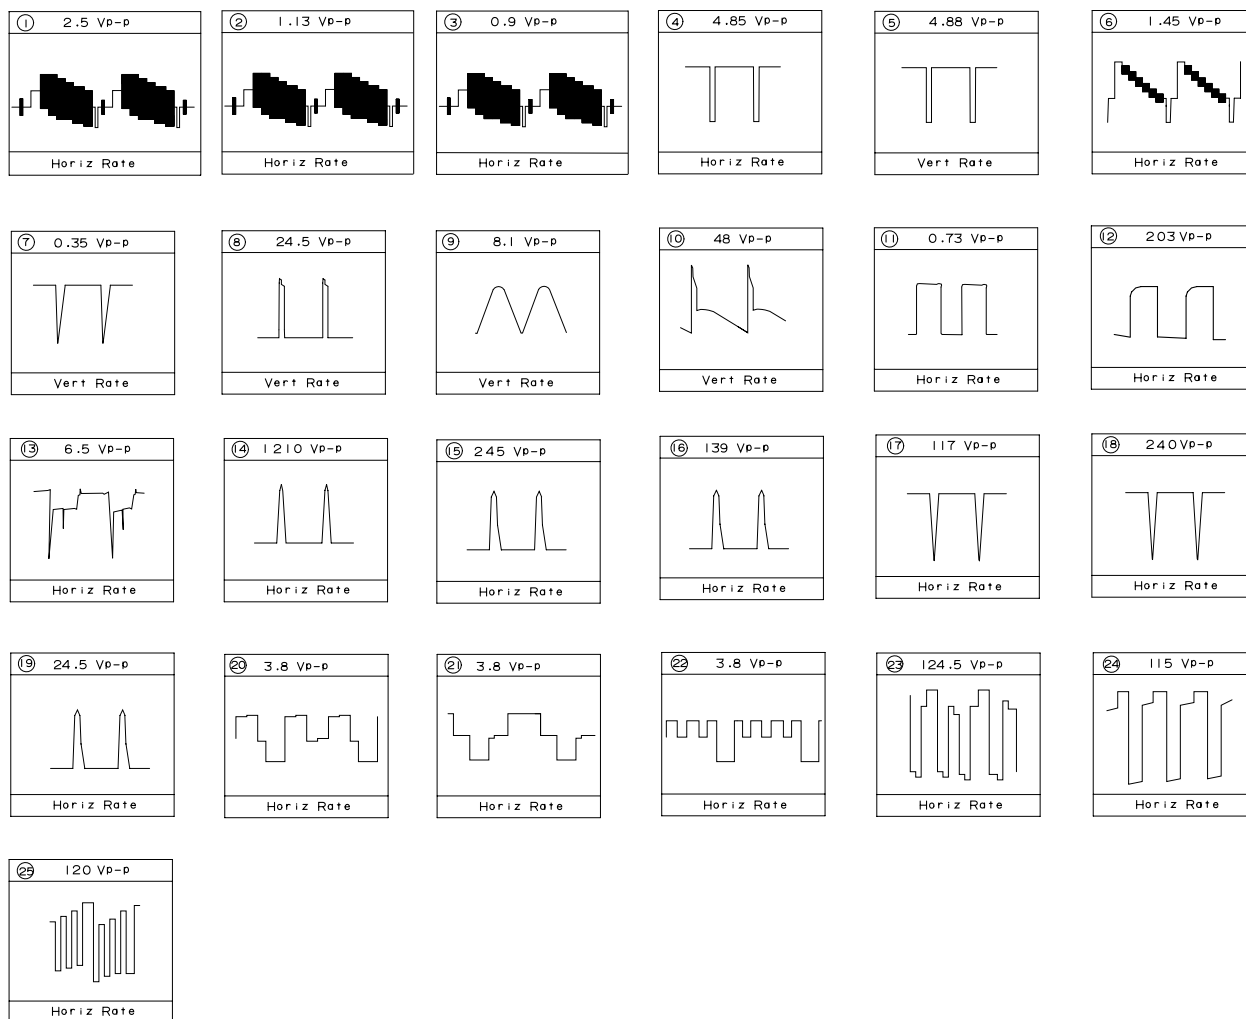 1 2.5 Vp-p
Horiz Rate
2 1.13 Vp-p
Horiz Rate
3 0.9 Vp-p
Horiz Rate
4 4.85 Vp-p
Horiz Rate
5 4.88 Vp-p
Vert Rate
6 1.45 Vp-p
Horiz Rate
7 0.35 Vp-p
Vert Rate
8 24.5 Vp-p
Vert Rate
9 8.1 Vp-p
Vert Rate
10 48 Vp-p
Vert Rate
11 0.73 Vp-p
Horiz Rate
12 203 Vp-p
Horiz Rate
13 6.5 Vp-p
Horiz Rate
14 1210 Vp-p
Horiz Rate
15 245 Vp-p
Horiz Rate
16 139 Vp-p
Horiz Rate
17 117 Vp-p
Horiz Rate
18 240 Vp-p
Horiz Rate
19 24.5 Vp-p
Horiz Rate
20 3.8 Vp-p
Horiz Rate
21 3.8 Vp-p
Horiz Rate
22 3.8 Vp-p
Horiz Rate
23 124.5 Vp-p
Horiz Rate
24 115 Vp-p
Horiz Rate
25 120 Vp-p
Horiz Rate